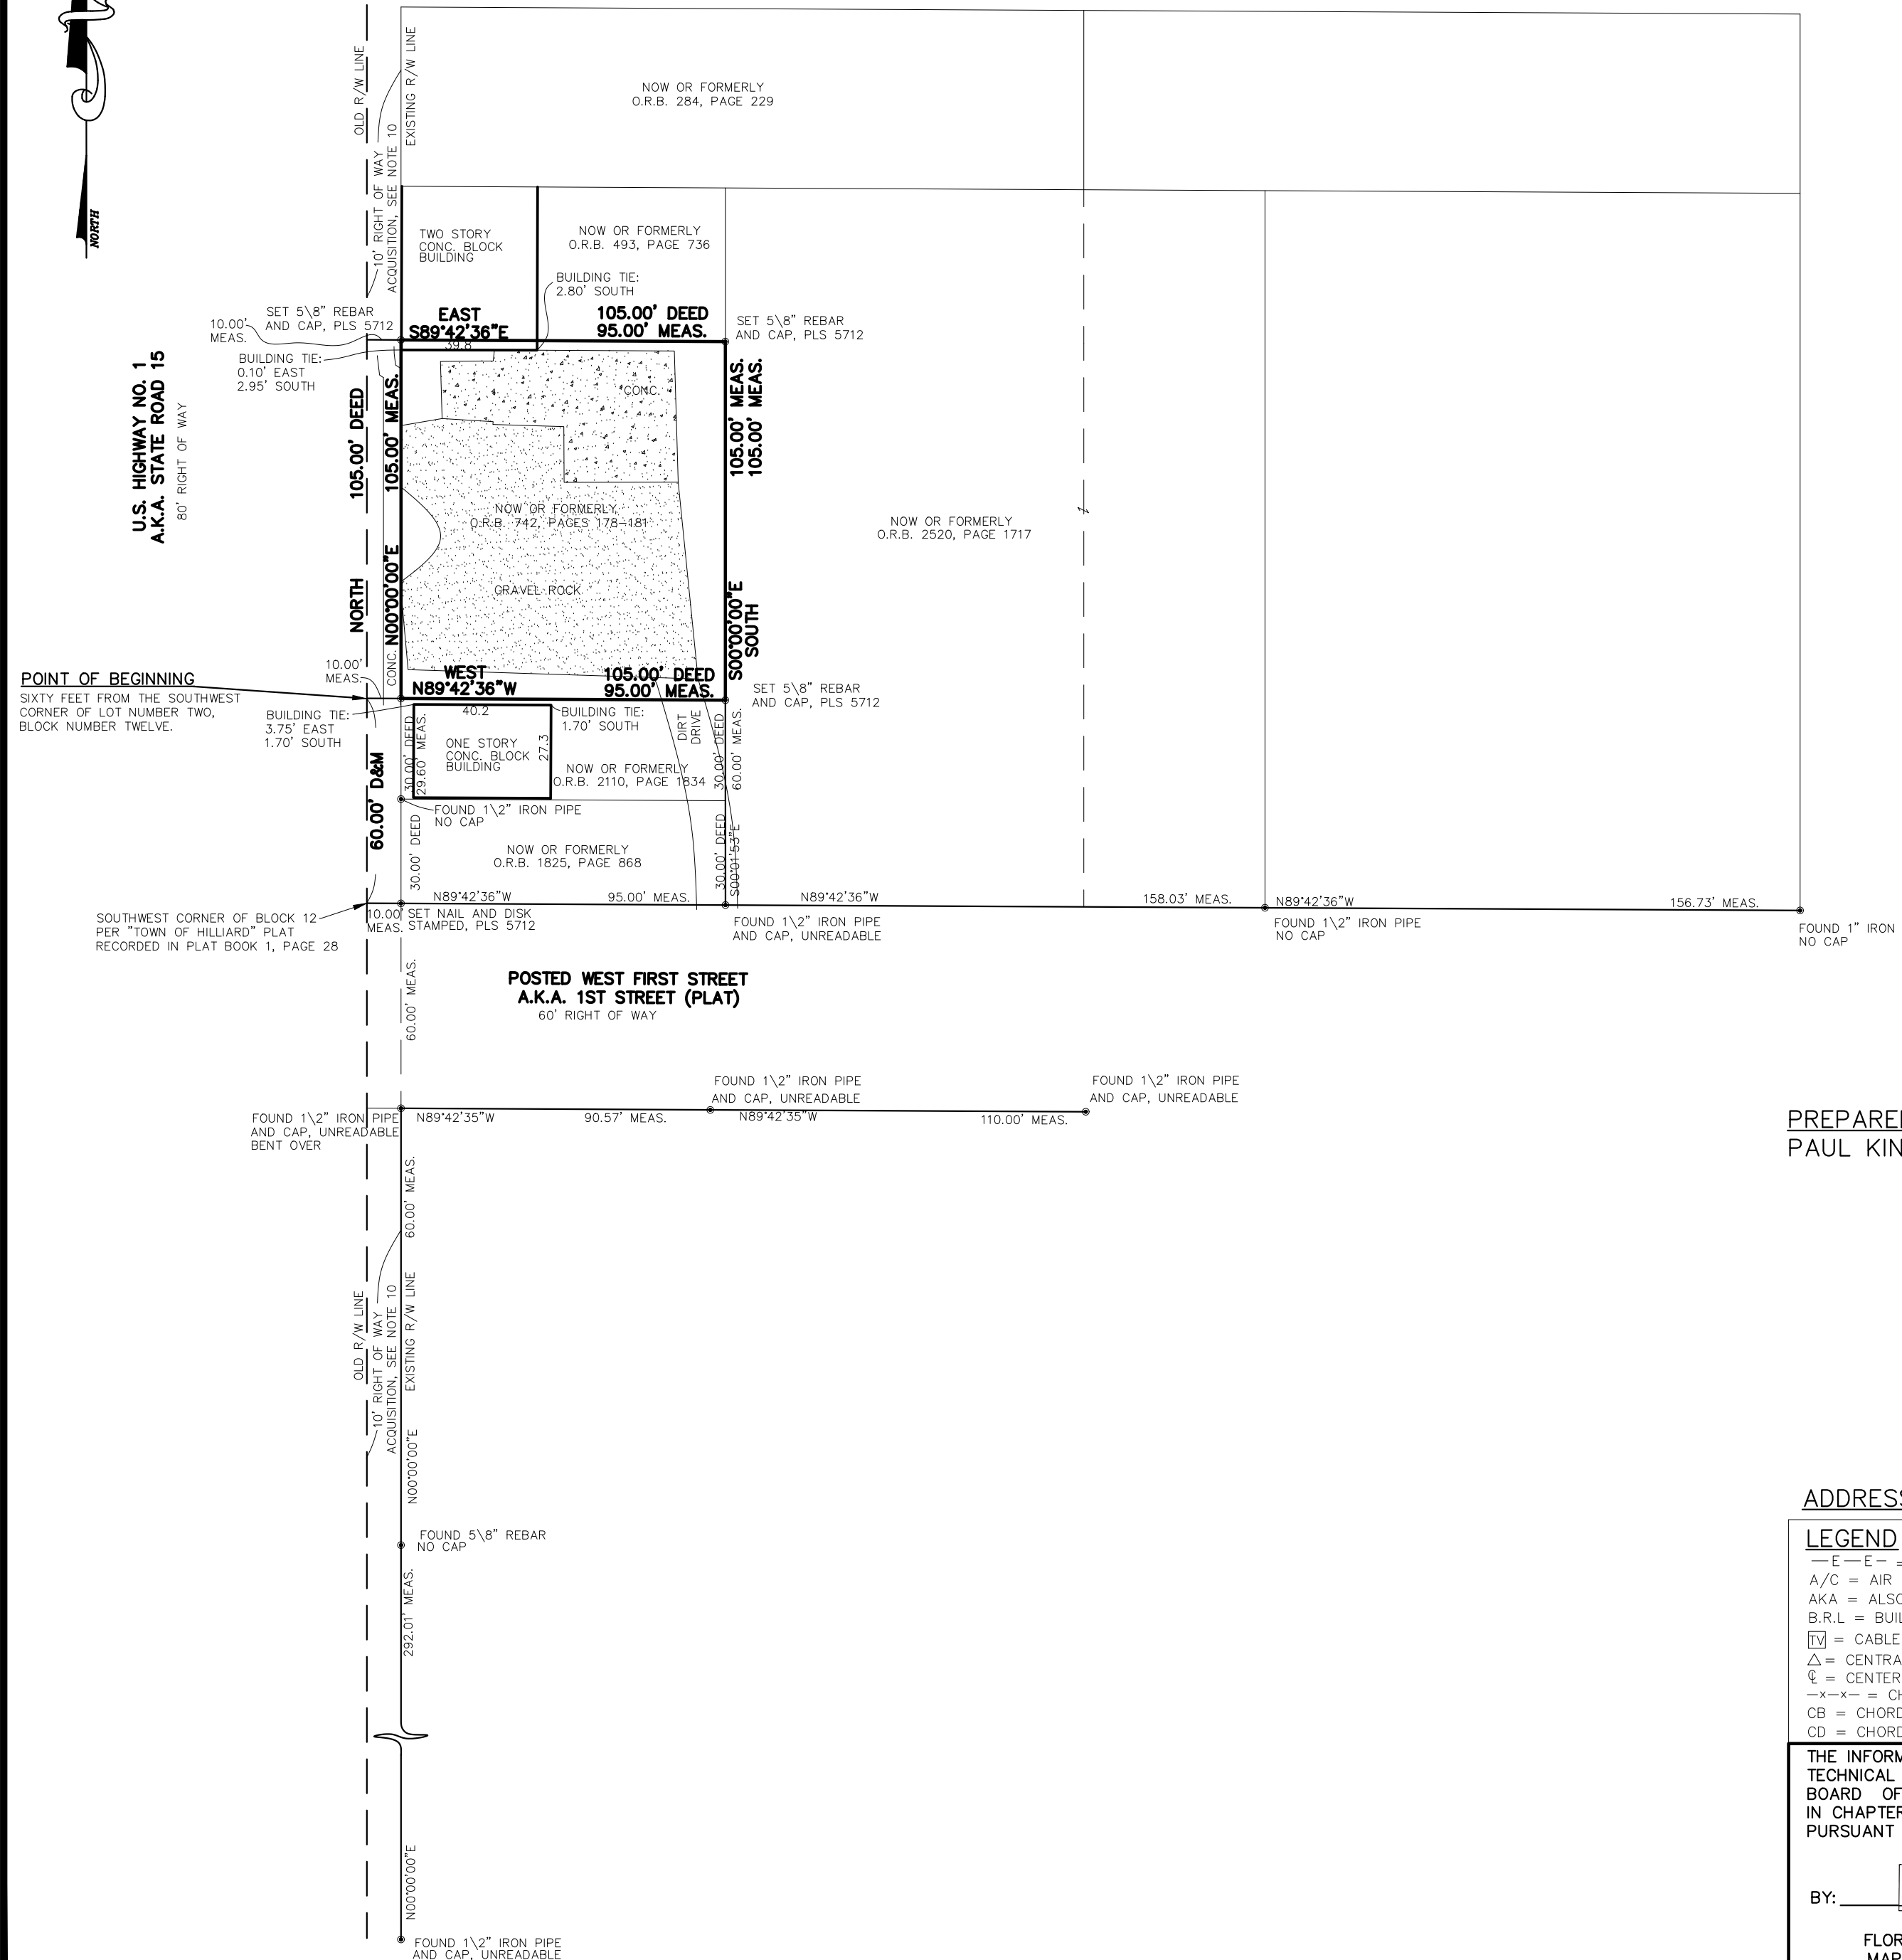 NORTH
OLD R/W LINE
10' RIGHT OF WAY
ACQUISITION, SEE NOTE 10
EXISTING R/W LINE
NOW OR FORMERLY
O.R.B. 284, PAGE 229
TWO STORY
CONC. BLOCK
BUILDING
NOW OR FORMERLY
O.R.B. 493, PAGE 736
BUILDING TIE:
2.80' SOUTH
SET 5\8" REBAR
AND CAP, PLS 5712
10.00'
MEAS.
EAST
S89°42'36"E
39.8
105.00' DEED
95.00' MEAS.
SET 5\8" REBAR
AND CAP, PLS 5712
BUILDING TIE:
0.10' EAST
2.95' SOUTH
U.S. HIGHWAY NO. 1
A.K.A. STATE ROAD 15
80' RIGHT OF WAY
NORTH
105.00' DEED
N00°00'00"E
105.00' MEAS.
CONC.
CONC.
105.00' MEAS.
105.00' MEAS.
S00°00'00"E
SOUTH
NOW OR FORMERLY
O.R.B. 742, PAGES 178-181
GRAVEL ROCK
NOW OR FORMERLY
O.R.B. 2520, PAGE 1717
POINT OF BEGINNING
SIXTY FEET FROM THE SOUTHWEST
CORNER OF LOT NUMBER TWO,
BLOCK NUMBER TWELVE.
10.00'
MEAS.
WEST
N89°42'36"W
105.00' DEED
95.00' MEAS.
SET 5\8" REBAR
AND CAP, PLS 5712
BUILDING TIE:
3.75' EAST
1.70' SOUTH
40.2
BUILDING TIE:
1.70' SOUTH
30.00' DEED
29.60' MEAS.
ONE STORY
CONC. BLOCK
BUILDING
27.3
DIRT
DRIVE
30.00' DEED
60.00' MEAS.
NOW OR FORMERLY
O.R.B. 2110, PAGE 1834
60.00' D&M
FOUND 1\2" IRON PIPE
NO CAP
30.00' DEED
NOW OR FORMERLY
O.R.B. 1825, PAGE 868
30.00' DEED
S00°01'53"E
N89°42'36"W
95.00' MEAS.
N89°42'36"W
158.03' MEAS.
N89°42'36"W
156.73' MEAS.
SOUTHWEST CORNER OF BLOCK 12
PER "TOWN OF HILLIARD" PLAT
RECORDED IN PLAT BOOK 1, PAGE 28
10.00'
MEAS.
SET NAIL AND DISK
STAMPED, PLS 5712
FOUND 1\2" IRON PIPE
AND CAP, UNREADABLE
FOUND 1\2" IRON PIPE
NO CAP
FOUND 1" IRON
NO CAP
60.00' MEAS.
POSTED WEST FIRST STREET
A.K.A. 1ST STREET (PLAT)
60' RIGHT OF WAY
FOUND 1\2" IRON PIPE
AND CAP, UNREADABLE
FOUND 1\2" IRON PIPE
AND CAP, UNREADABLE
FOUND 1\2" IRON PIPE
AND CAP, UNREADABLE
BENT OVER
N89°42'35"W
90.57' MEAS.
N89°42'35"W
110.00' MEAS.
60.00' MEAS.
OLD R/W LINE
10' RIGHT OF WAY
ACQUISITION, SEE NOTE 10
EXISTING R/W LINE
N00°00'00"E
FOUND 5\8" REBAR
NO CAP
292.01' MEAS.
N00°00'00"E
FOUND 1\2" IRON PIPE
AND CAP, UNREADABLE
PREPARE
PAUL KIN
ADDRES
LEGEND
—E—E— =
A/C = AIR
AKA = ALSO
B.R.L = BUI
TV = CABLE
△ = CENTRA
℄ = CENTER
—x—x— = CH
CB = CHORD
CD = CHORD
THE INFORM
TECHNICAL
BOARD OF
IN CHAPTER
PURSUANT
BY:
FLOR
MAP